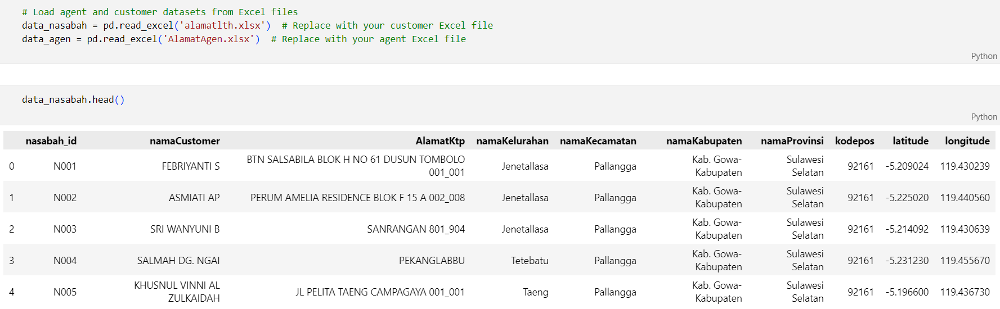 # Load agent and customer datasets from Excel files
data_nasabah = pd.read_excel('alamatlth.xlsx')  # Replace with your customer Excel file
data_agen = pd.read_excel('AlamatAgen.xlsx')  # Replace with your agent Excel file
Python
data_nasabah.head()
Python
nasabah_id namaCustomer AlamatKtp namaKelurahan namaKecamatan namaKabupaten namaProvinsi kodepos latitude longitude
0 N001 FEBRIYANTI S BTN SALSABILA BLOK H NO 61 DUSUN TOMBOLO Jenetallasa Pallangga Kab. Gowa- Sulawesi 92161 -5.209024 119.430239
001_001 Kabupaten Selatan
1 N002 ASMIATI AP PERUM AMELIA RESIDENCE BLOK F 15 A 002_008 Jenetallasa Pallangga Kab. Gowa- Sulawesi 92161 -5.225020 119.440560
Kabupaten Selatan
2 N003 SRI WANYUNI B SANRANGAN 801_904 Jenetallasa Pallangga Kab. Gowa- Sulawesi 92161 -5.214092 119.430639
Kabupaten Selatan
3 N004 SALMAH DG. NGAI PEKANGLABBU Tetebatu Pallangga Kab. Gowa- Sulawesi 92161 -5.231230 119.455670
Kabupaten Selatan
4 N005 KHUSNUL VINNI AL JL PELITA TAENG CAMPAGAYA 001_001 Taeng Pallangga Kab. Gowa- Sulawesi 92161 -5.196600 119.436730
ZULKAIDAH Kabupaten Selatan